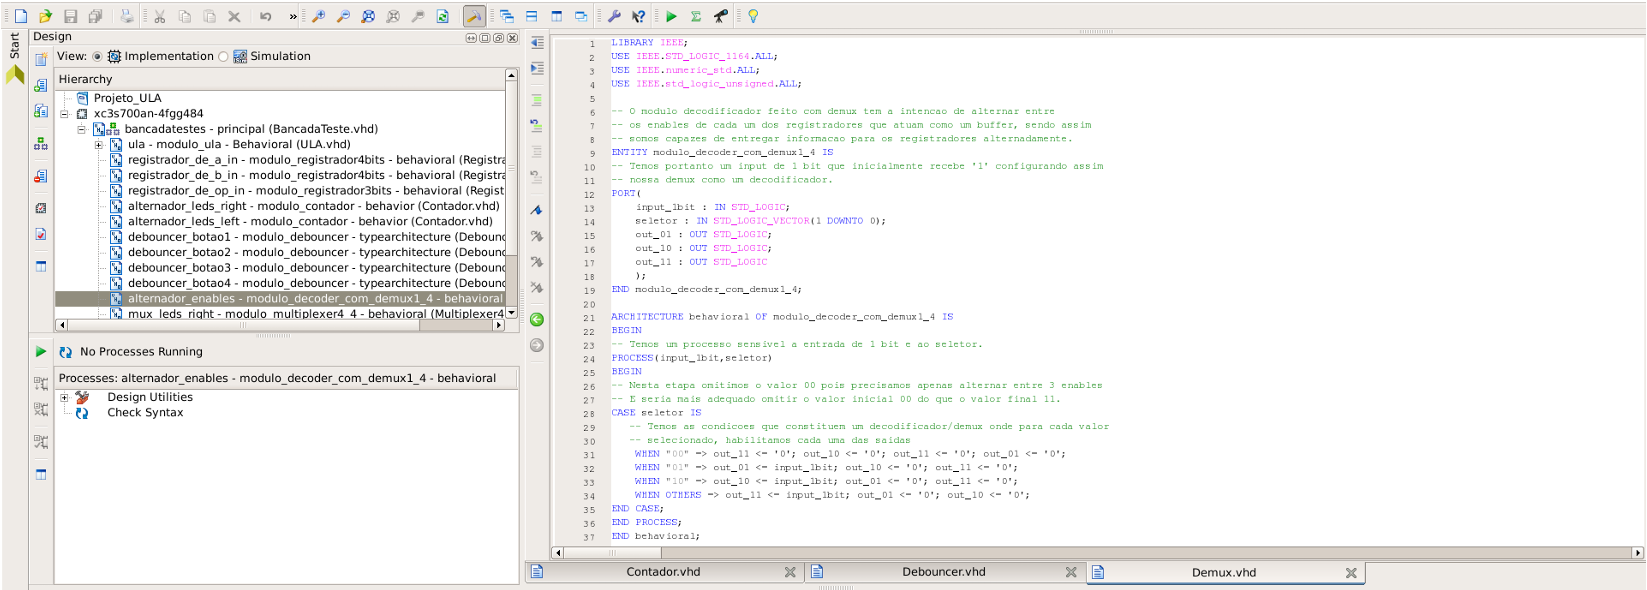 »
Start
Design
View: Implementation Simulation
Hierarchy
Projeto_ULA
xc3s700an-4fgg484
bancadatestes - principal (BancadaTeste.vhd)
ula - modulo_ula - Behavioral (ULA.vhd)
registrador_de_a_in - modulo_registrador4bits - behavioral (Registra
registrador_de_b_in - modulo_registrador4bits - behavioral (Registra
registrador_de_op_in - modulo_registrador3bits - behavioral (Regist
alternador_leds_right - modulo_contador - behavior (Contador.vhd)
alternador_leds_left - modulo_contador - behavior (Contador.vhd)
debouncer_botao1 - modulo_debouncer - typearchitecture (Debounc
debouncer_botao2 - modulo_debouncer - typearchitecture (Debounc
debouncer_botao3 - modulo_debouncer - typearchitecture (Debounc
debouncer_botao4 - modulo_debouncer - typearchitecture (Debounc
alternador_enables - modulo_decoder_com_demux1_4 - behavioral
mux_leds_right - modulo_multiplexer4_4 - behavioral (Multiplexer4
No Processes Running
Processes: alternador_enables - modulo_decoder_com_demux1_4 - behavioral
Design Utilities
Check Syntax
1 LIBRARY IEEE;
2 USE IEEE.STD_LOGIC_1164.ALL;
3 USE IEEE.numeric_std.ALL;
4 USE IEEE.std_logic_unsigned.ALL;
5
6 -- O modulo decodificador feito com demux tem a intencao de alternar entre
7 -- os enables de cada um dos registradores que atuam como um buffer, sendo assim
8 -- somos capazes de entregar informacao para os registradores alternadamente.
9 ENTITY modulo_decoder_com_demux1_4 IS
10 -- Temos portanto um input de 1 bit que inicialmente recebe '1' configurando assim
11 -- nossa demux como um decodificador.
12 PORT(
13 input_1bit : IN STD_LOGIC;
14 seletor : IN STD_LOGIC_VECTOR(1 DOWNTO 0);
15 out_01 : OUT STD_LOGIC;
16 out_10 : OUT STD_LOGIC;
17 out_11 : OUT STD_LOGIC
18 );
19 END modulo_decoder_com_demux1_4;
20
21 ARCHITECTURE behavioral OF modulo_decoder_com_demux1_4 IS
22 BEGIN
23 -- Temos um processo sensivel a entrada de 1 bit e ao seletor.
24 PROCESS(input_1bit,seletor)
25 BEGIN
26 -- Nesta etapa omitimos o valor 00 pois precisamos apenas alternar entre 3 enables
27 -- E seria mais adequado omitir o valor inicial 00 do que o valor final 11.
28 CASE seletor IS
29 -- Temos as condicoes que constituem um decodificador/demux onde para cada valor
30 -- selecionado, habilitamos cada uma das saidas
31 WHEN "00" => out_11 <= '0'; out_10 <= '0'; out_11 <= '0'; out_01 <= '0';
32 WHEN "01" => out_01 <= input_1bit; out_10 <= '0'; out_11 <= '0';
33 WHEN "10" => out_10 <= input_1bit; out_01 <= '0'; out_11 <= '0';
34 WHEN OTHERS => out_11 <= input_1bit; out_01 <= '0'; out_10 <= '0';
35 END CASE;
36 END PROCESS;
37 END behavioral;
Contador.vhd Debouncer.vhd Demux.vhd